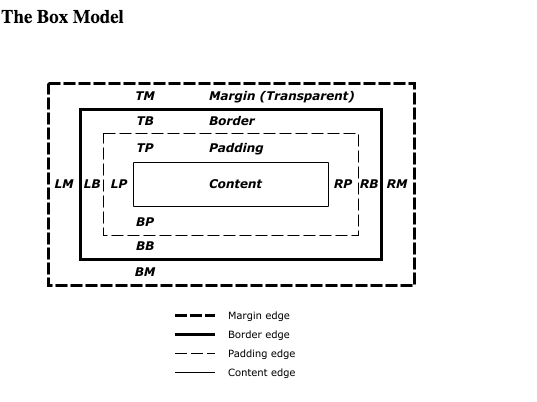 The Box Model
TM Margin (Transparent)
TB Border
TP Padding
LM LB LP Content RP RB RM
BP
BB
BM
Margin edge
Border edge
Padding edge
Content edge